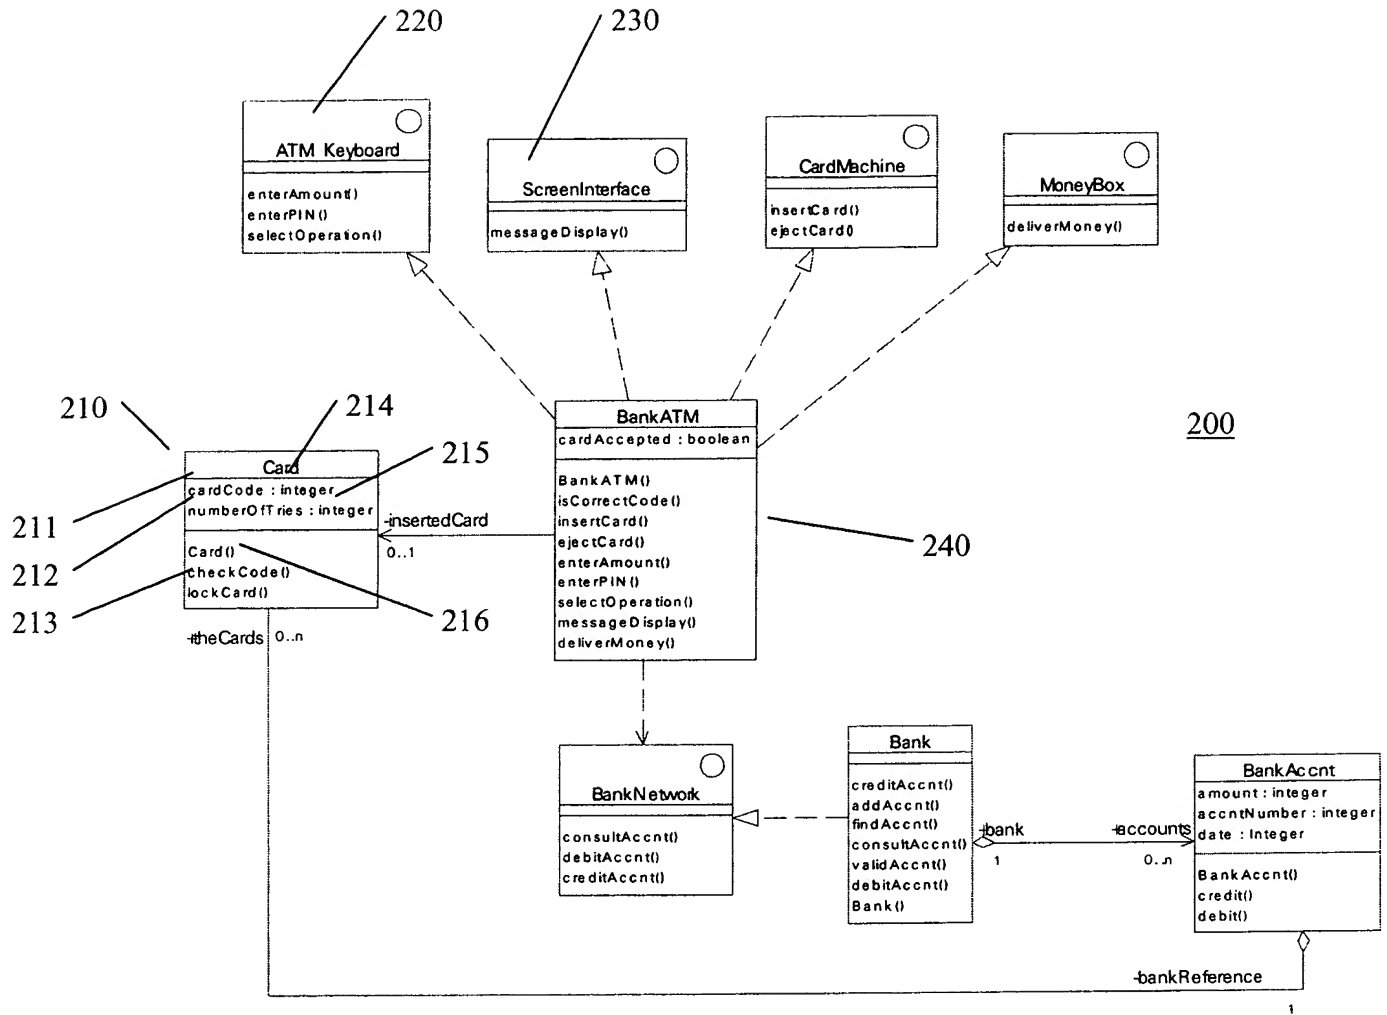 220
230
ATM Keyboard
enterAmount()
enterPIN()
selectOperation()
ScreenInterface
messageDisplay()
CardMachine
insertCard()
ejectCard()
MoneyBox
deliverMoney()
210
214
215
211
212
213
216
Card
cardCode : integer
numberOfTries : integer
Card()
checkCode()
lockCard()
-insertedCard
0..1
BankATM
cardAccepted : boolean
BankATM()
isCorrectCode()
insertCard()
ejectCard()
enterAmount()
enterPIN()
selectOperation()
messageDisplay()
deliverMoney()
240
200
+theCards
0..n
BankNetwork
consultAccnt()
debitAccnt()
creditAccnt()
Bank
creditAccnt()
addAccnt()
findAccnt()
consultAccnt()
validAccnt()
debitAccnt()
Bank()
+bank
1
+accounts
0..n
BankAccnt
amount : integer
accntNumber : integer
date : Integer
BankAccnt()
credit()
debit()
-bankReference
1